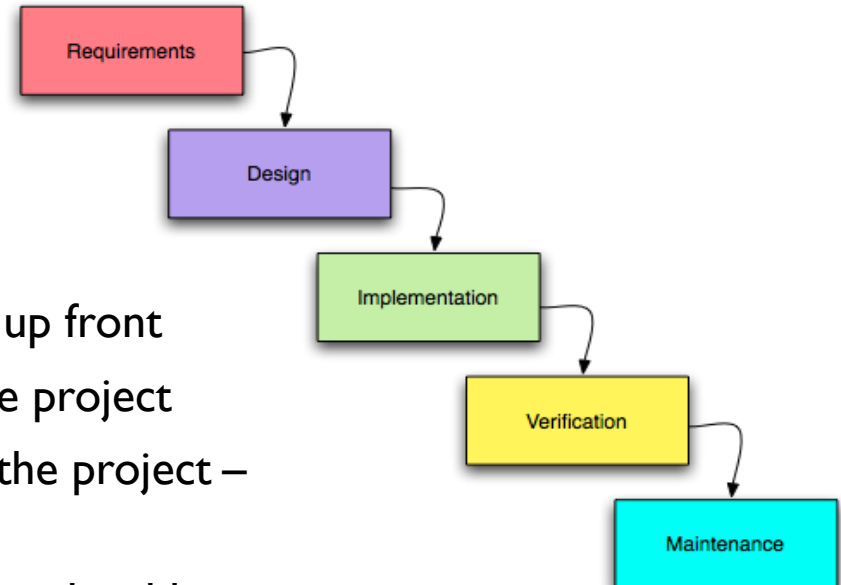 Requirements
Design
Implementation
up front
Verification
e project
the project –
Maintenance